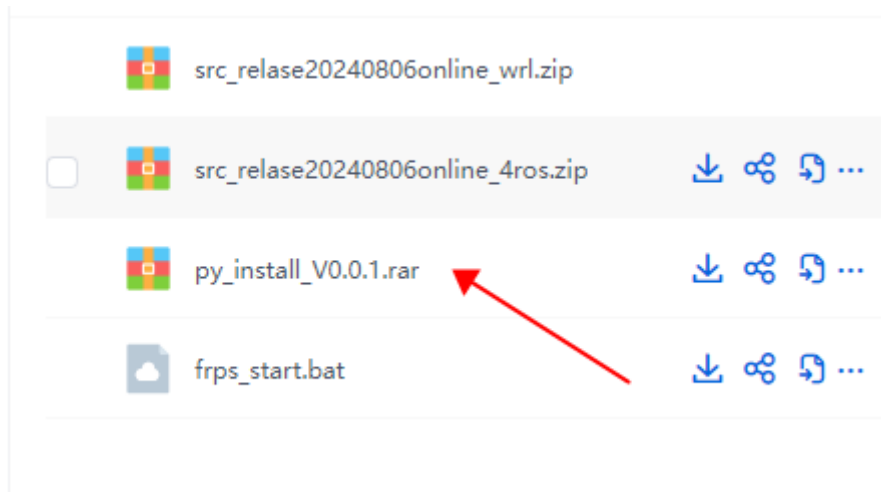 src_relase20240806online_wrl.zip
src_relase20240806online_4ros.zip
py_install_V0.0.1.rar
frps_start.bat